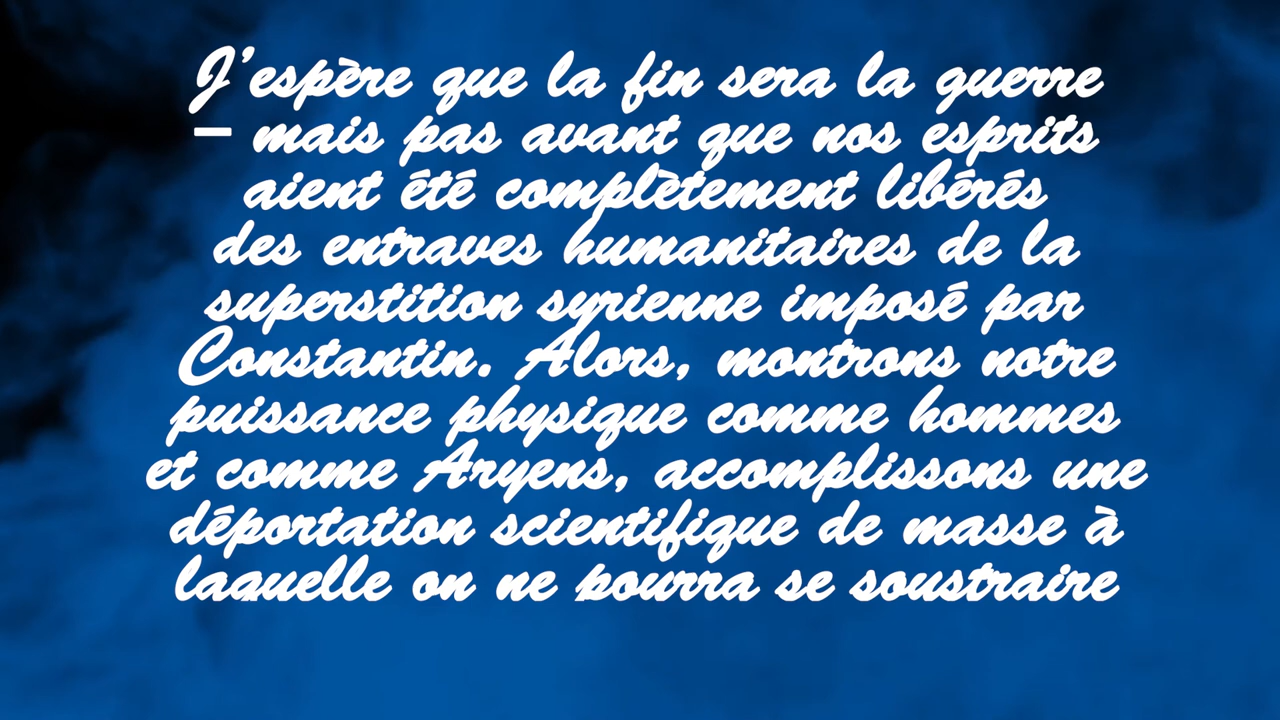 J’espère que la fin sera la guerre
– mais pas avant que nos esprits
aient été complètement libérés
des entraves humanitaires de la
superstition syrienne imposé par
Constantin. Alors, montrons notre
puissance physique comme hommes
et comme Aryens, accomplissons une
déportation scientifique de masse à
laquelle on ne pourra se soustraire